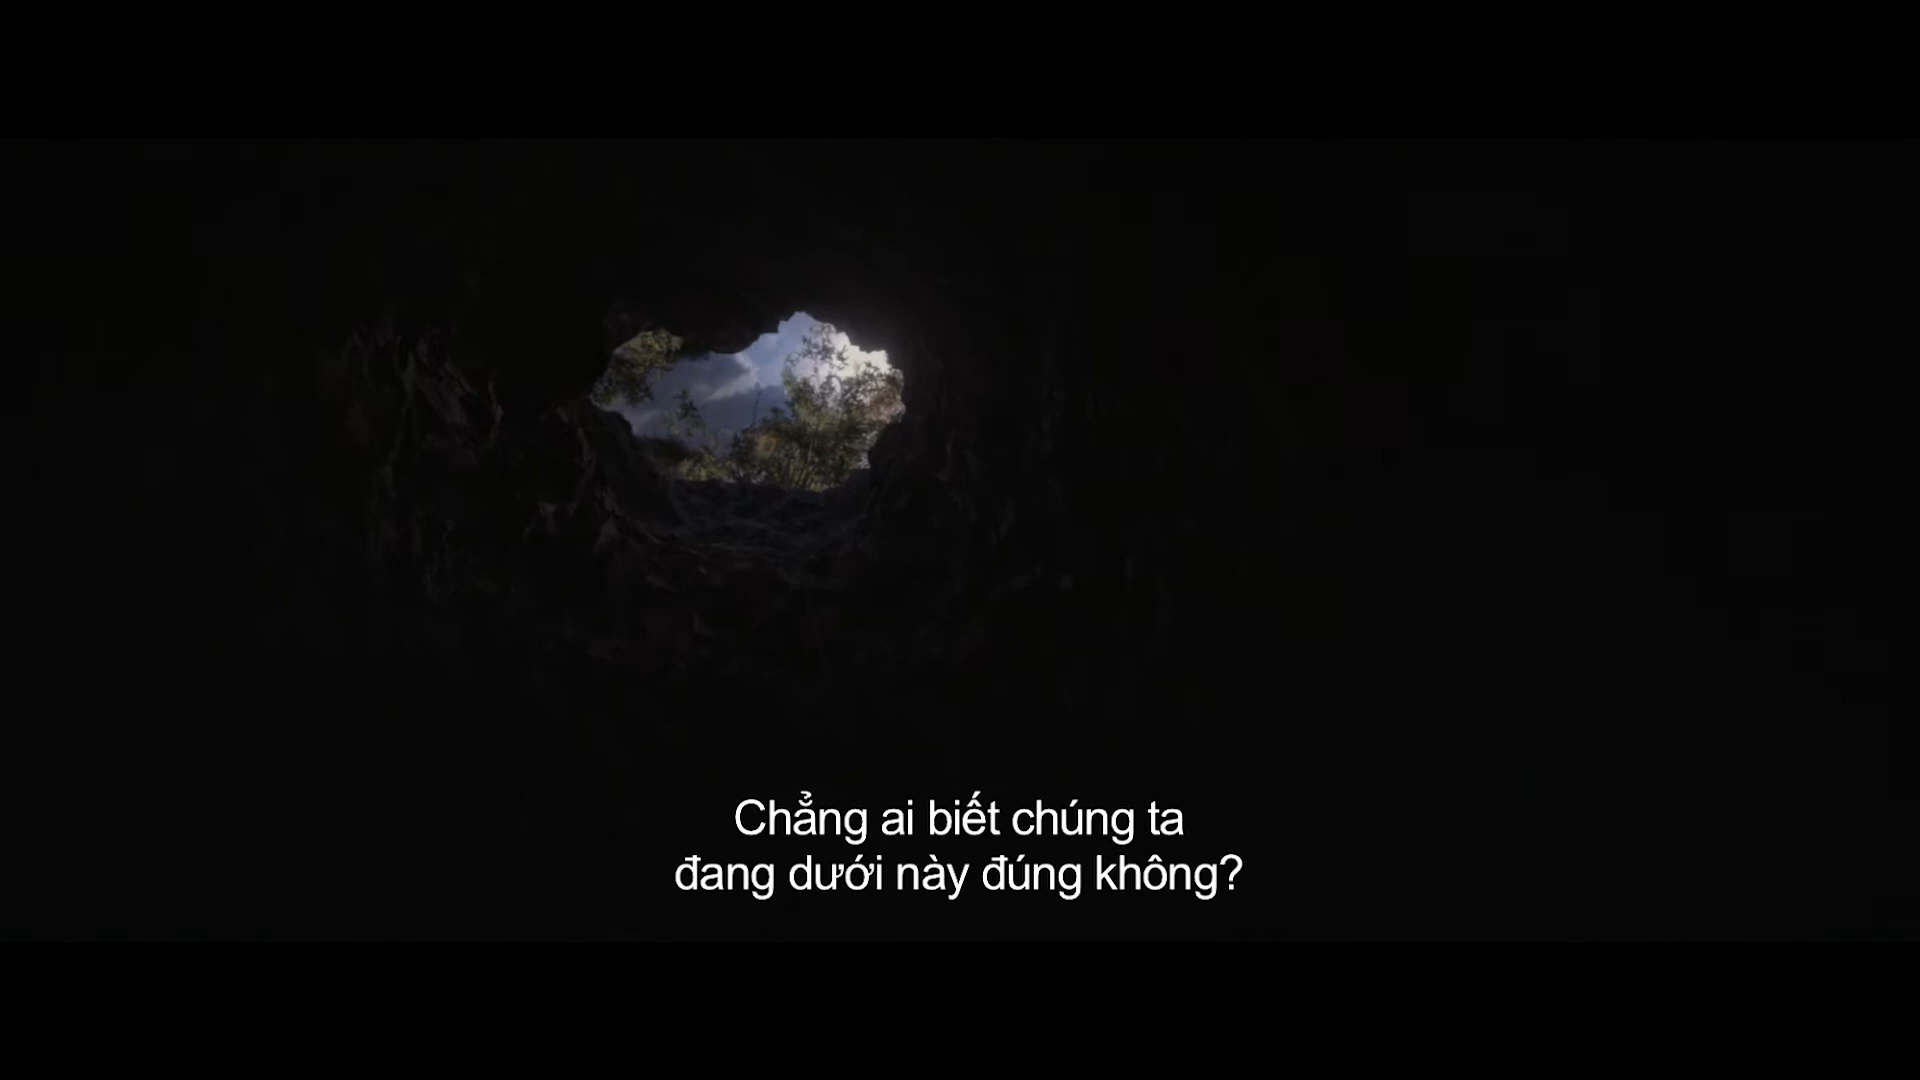 Chẳng ai biết chúng ta
đang dưới này đúng không?